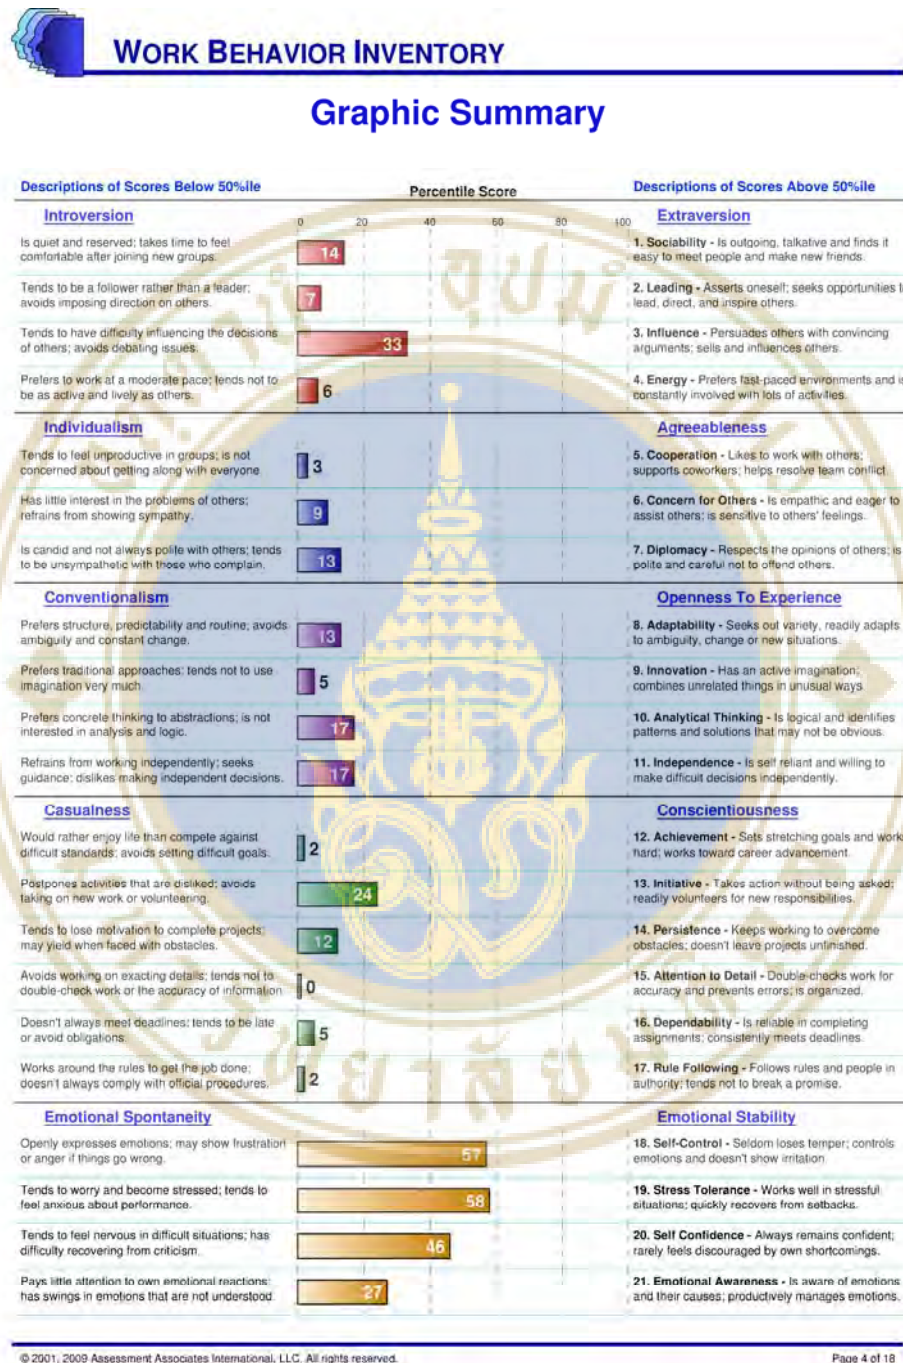 WORK BEHAVIOR INVENTORY
Graphic Summary
Descriptions of Scores Below 50%ile
Percentile Score
Descriptions of Scores Above 50%ile
Introversion
0 20 40 60 80 100
Extraversion
Is quiet and reserved; takes time to feel
comfortable after joining new groups.
14
1. Sociability - Is outgoing, talkative and finds it
easy to meet people and make new friends.
Tends to be a follower rather than a leader;
avoids imposing direction on others.
7
2. Leading - Asserts oneself; seeks opportunities
lead, direct, and inspire others.
Tends to have difficulty influencing the decisions
of others; avoids debating issues.
33
3. Influence - Persuades others with convincing
arguments; sells and influences others.
Prefers to work at a moderate pace; tends not to
be as active and lively as others.
6
4. Energy - Prefers fast-paced environments and
constantly involved with lots of activities.
Individualism
Agreeableness
Tends to feel unproductive in groups; is not
concerned about getting along with everyone
3
5. Cooperation - Likes to work with others;
supports coworkers; helps resolve team conflict
Has little interest in the problems of others;
refrains from showing sympathy.
9
6. Concern for Others - Is empathic and eager to
assist others; is sensitive to others' feelings.
Is candid and not always polite with others; tends
to be unsympathetic with those who complain.
13
7. Diplomacy - Respects the opinions of others; is
polite and careful not to offend others.
Conventionalism
Openness To Experience
Prefers structure, predictability and routine; avoids
ambiguity and constant change.
13
8. Adaptability - Seeks out variety, readily adapts
to ambiguity, change or new situations.
Prefers traditional approaches; tends not to use
imagination very much.
5
9. Innovation - Has an active imagination;
combines unrelated things in unusual ways
Prefers concrete thinking to abstractions; is not
interested in analysis and logic.
17
10. Analytical Thinking - Is logical and identifies
patterns and solutions that may not be obvious.
Refrains from working independently; seeks
guidance; dislikes making independent decisions.
17
11. Independence - Is self reliant and willing to
make difficult decisions independently.
Casualness
Conscientiousness
Would rather enjoy life than compete against
difficult standards; avoids setting difficult goals.
2
12. Achievement - Sets stretching goals and work
hard; works toward career advancement.
Postpones activities that are disliked; avoids
taking on new work or volunteering.
24
13. Initiative - Takes action without being asked;
readily volunteers for new responsibilities.
Tends to lose motivation to complete projects;
may yield when faced with obstacles.
12
14. Persistence - Keeps working to overcome
obstacles; doesn't leave projects unfinished.
Avoids working on exacting details; tends not to
double-check work or the accuracy of information
0
15. Attention to Detail - Double-checks work for
accuracy and prevents errors; is organized.
Doesn't always meet deadlines; tends to be late
or avoid obligations.
5
16. Dependability - Is reliable in completing
assignments; consistently meets deadlines.
Works around the rules to get the job done;
doesn't always comply with official procedures.
2
17. Rule Following - Follows rules and people in
authority; tends not to break a promise.
Emotional Spontaneity
Emotional Stability
Openly expresses emotions; may show frustration
or anger if things go wrong.
57
18. Self-Control - Seldom loses temper; controls
emotions and doesn't show irritation.
Tends to worry and become stressed; tends to
feel anxious about performance.
58
19. Stress Tolerance - Works well in stressful
situations; quickly recovers from setbacks.
Tends to feel nervous in difficult situations; has
difficulty recovering from criticism.
46
20. Self Confidence - Always remains confident;
rarely feels discouraged by own shortcomings.
Pays little attention to own emotional reactions;
has swings in emotions that are not understood.
27
21. Emotional Awareness - Is aware of emotions
and their causes; productively manages emotions.
© 2001, 2009 Assessment Associates International, LLC. All rights reserved.
Page 4 of 18